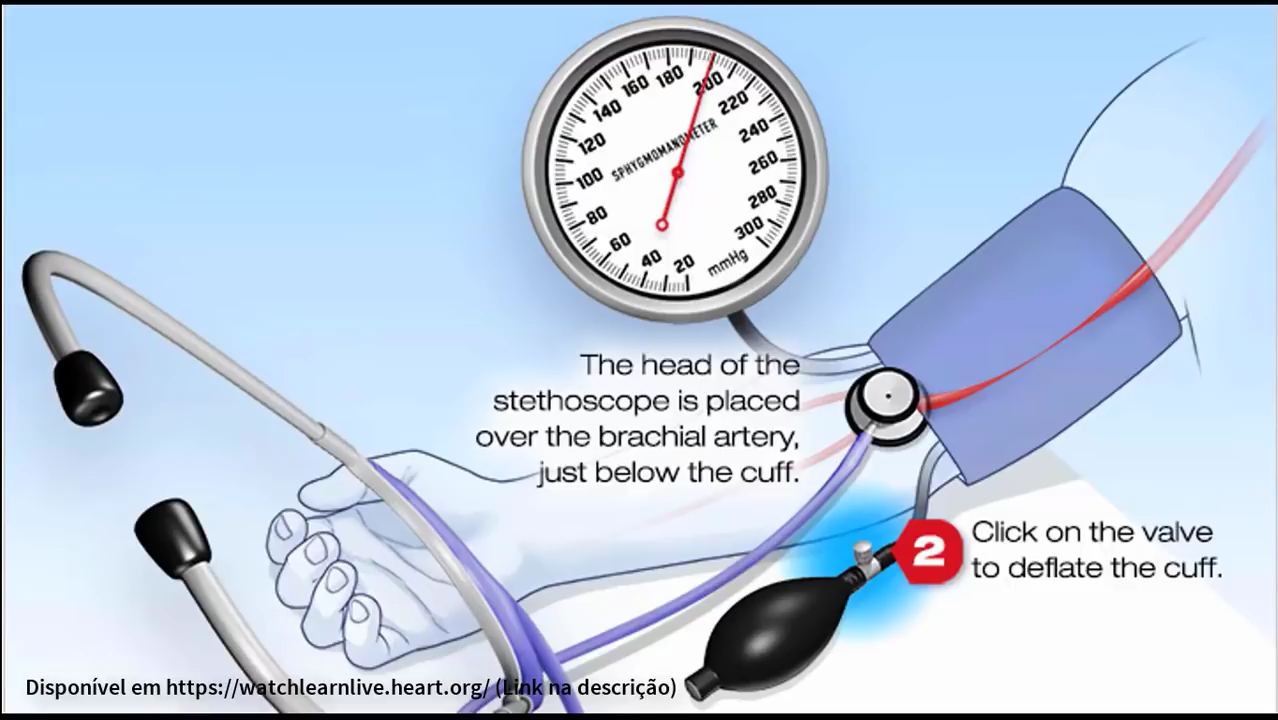 160 180 200
140 220
120 240
100 260
80 280
60 300
40 20
SPHYGMOMANOMETER
mmHg
The head of the
stethoscope is placed
over the brachial artery,
just below the cuff.
2
Click on the valve
to deflate the cuff.
Disponível em https://watchlearnlive.heart.org/ (Link na descrição)